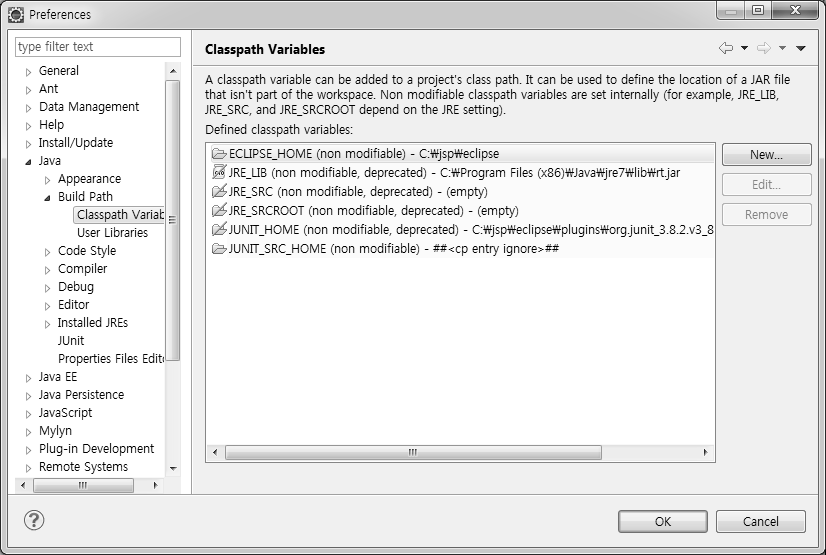 Preferences
type filter text
General
Ant
Data Management
Help
Install/Update
Java
Appearance
Build Path
Classpath Variab
User Libraries
Code Style
Compiler
Debug
Editor
Installed JREs
JUnit
Properties Files Edit
Java EE
Java Persistence
JavaScript
Mylyn
Plug-in Development
Remote Systems
Classpath Variables
A classpath variable can be added to a project's class path. It can be used to define the location of a JAR file
that isn't part of the workspace. Non modifiable classpath variables are set internally (for example, JRE_LIB,
JRE_SRC, and JRE_SRCROOT depend on the JRE setting).
Defined classpath variables:
ECLIPSE_HOME (non modifiable) - C:₩jsp₩eclipse
JRE_LIB (non modifiable, deprecated) - C:₩Program Files (x86)₩Java₩jre7₩lib₩rt.jar
JRE_SRC (non modifiable, deprecated) - (empty)
JRE_SRCROOT (non modifiable, deprecated) - (empty)
JUNIT_HOME (non modifiable, deprecated) - C:₩jsp₩eclipse₩plugins₩org.junit_3.8.2.v3_8
JUNIT_SRC_HOME (non modifiable) - ##<cp entry ignore>##
New...
Edit...
Remove
OK
Cancel